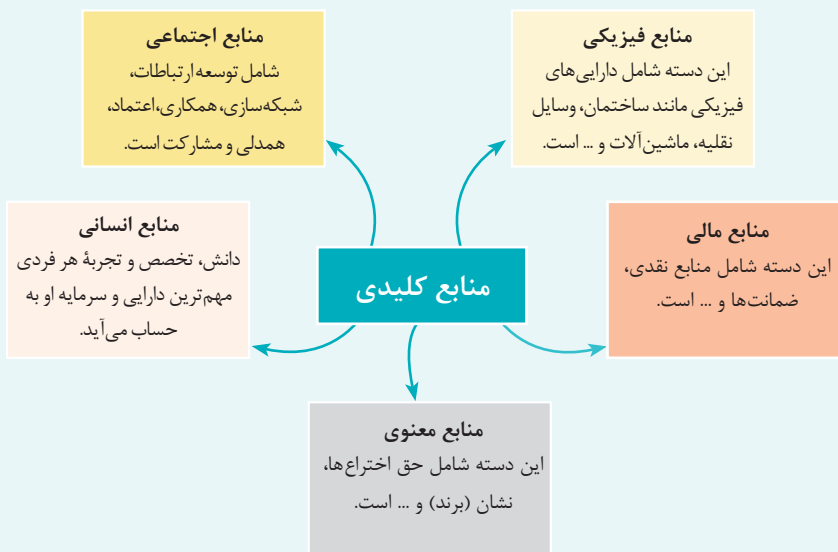 منابع فیزیکی
این دسته شامل دارایی‌های
فیزیکی مانند ساختمان، وسایل
نقلیه، ماشین‌آلات و ... است.
منابع اجتماعی
شامل توسعه ارتباطات،
شبکه‌سازی، همکاری، اعتماد،
همدلی و مشارکت است.
منابع مالی
این دسته شامل منابع نقدی،
ضمانت‌ها و ... است.
منابع کلیدی
منابع انسانی
دانش، تخصص و تجربۀ هر فردی
مهم‌ترین دارایی و سرمایه او به
حساب می‌آید.
منابع معنوی
این دسته شامل حق اختراع‌ها،
نشان (برند) و ... است.